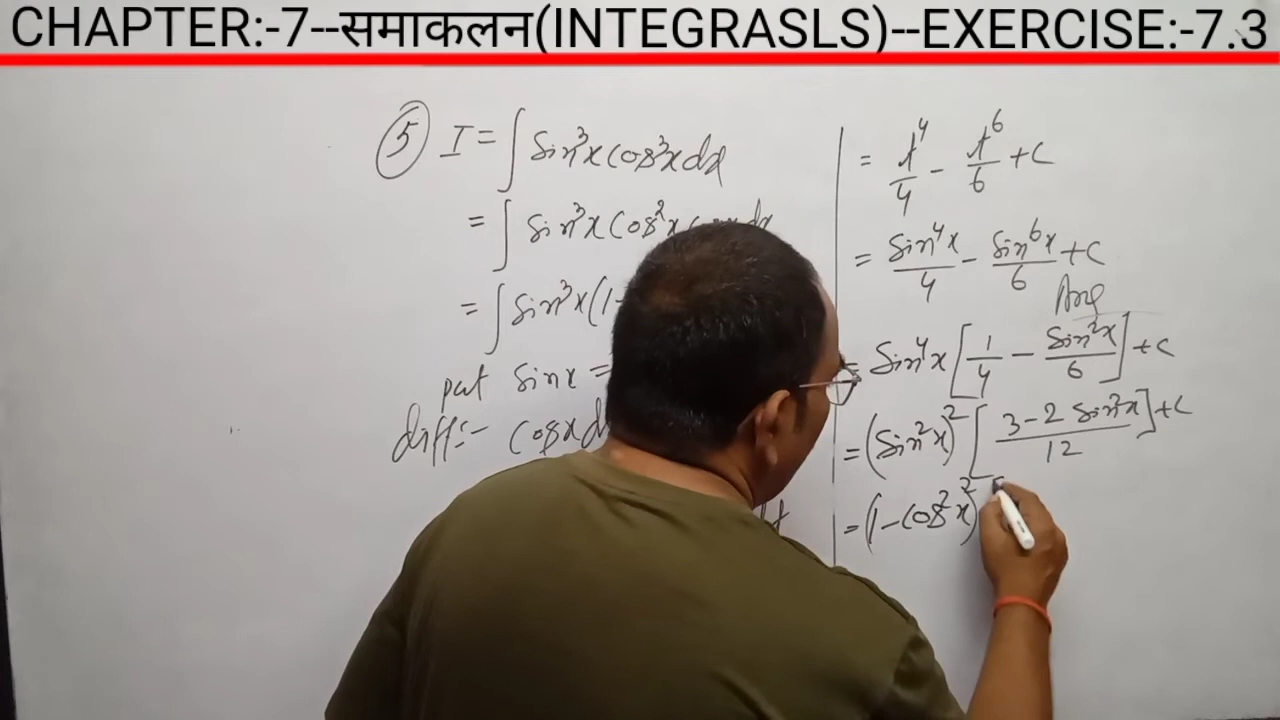 CHAPTER:-7--समाकलन(INTEGRASLS)--EXERCISE:-7.3
⑤ I = ∫ Sin³x Cos³x dx
= ∫ Sin³x Cos²x
= ∫ Sin³x (1-
put Sinx =
diff:- Cosxd
= t⁴/4 - t⁶/6 + C
= Sin⁴x/4 - Sin⁶x/6 + C
Ans
= Sin⁴x [1/4 - Sin²x/6] + C
= (Sin²x)² [(3-2 Sin²x)/12] + C
= (1-Cos²x)²